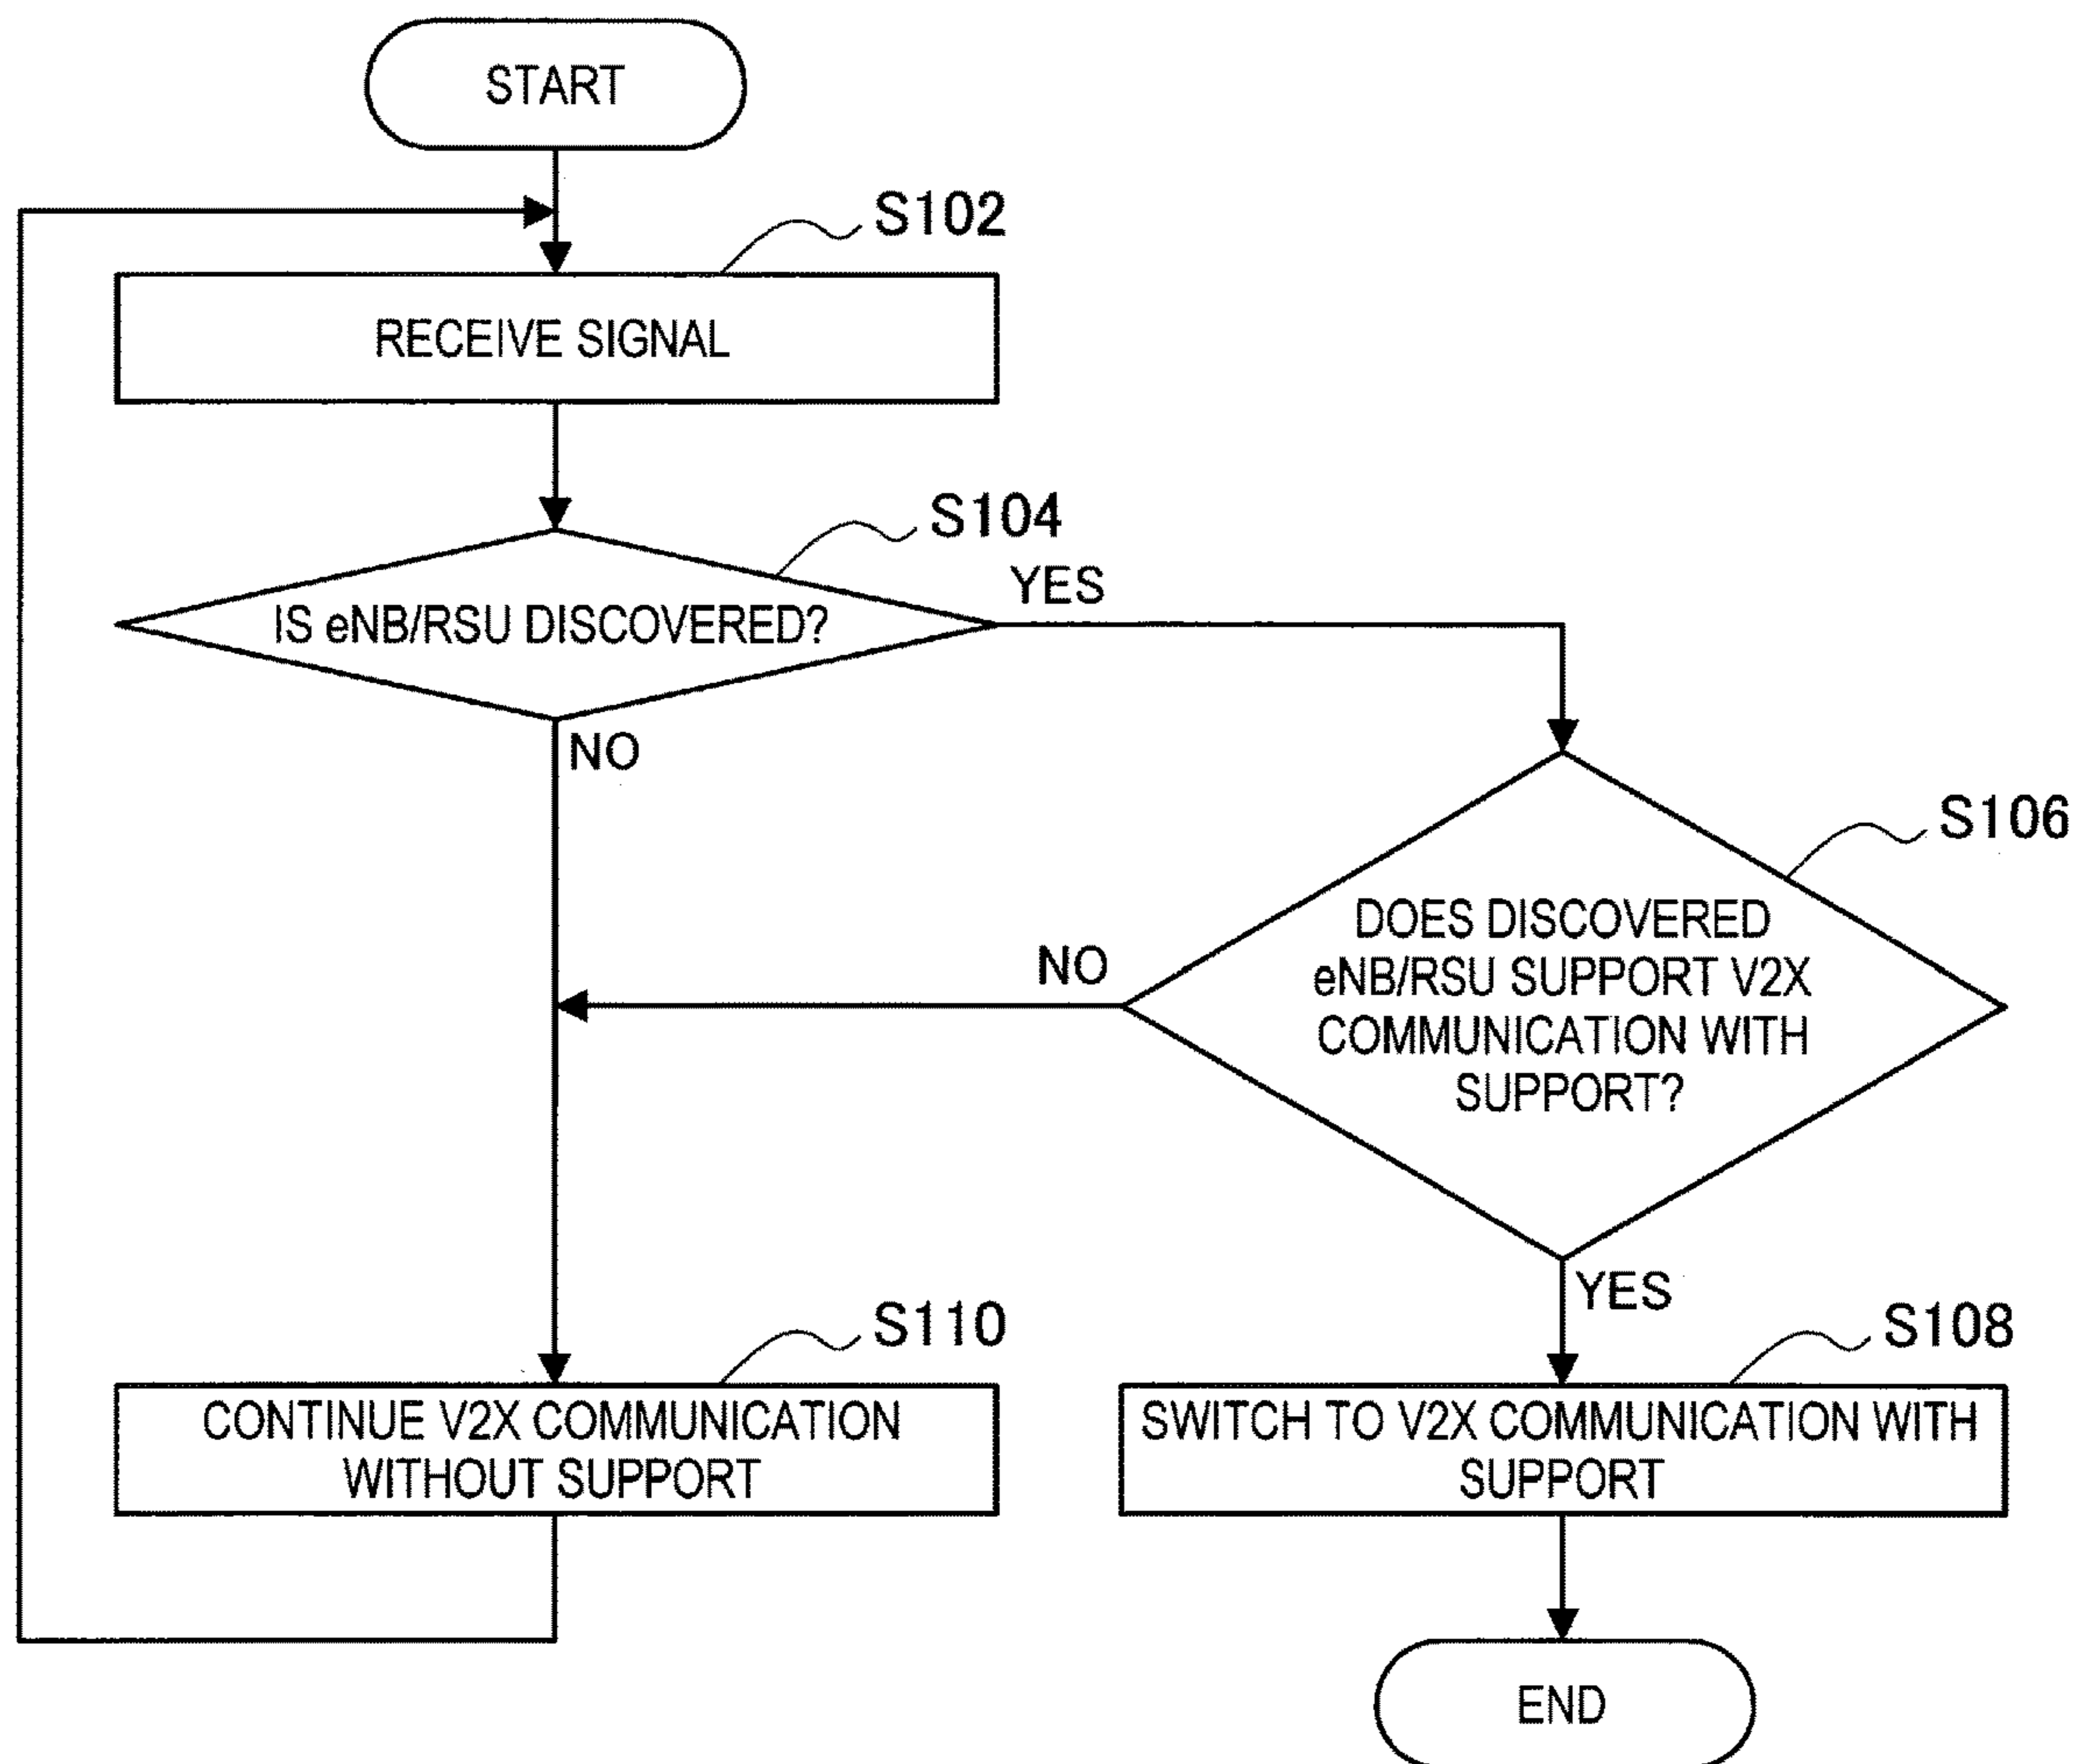 START
S102
RECEIVE SIGNAL
S104
IS eNB/RSU DISCOVERED?
YES
NO
S106
DOES DISCOVERED
eNB/RSU SUPPORT V2X
COMMUNICATION WITH
SUPPORT?
NO
YES
S110
CONTINUE V2X COMMUNICATION
WITHOUT SUPPORT
S108
SWITCH TO V2X COMMUNICATION WITH
SUPPORT
END